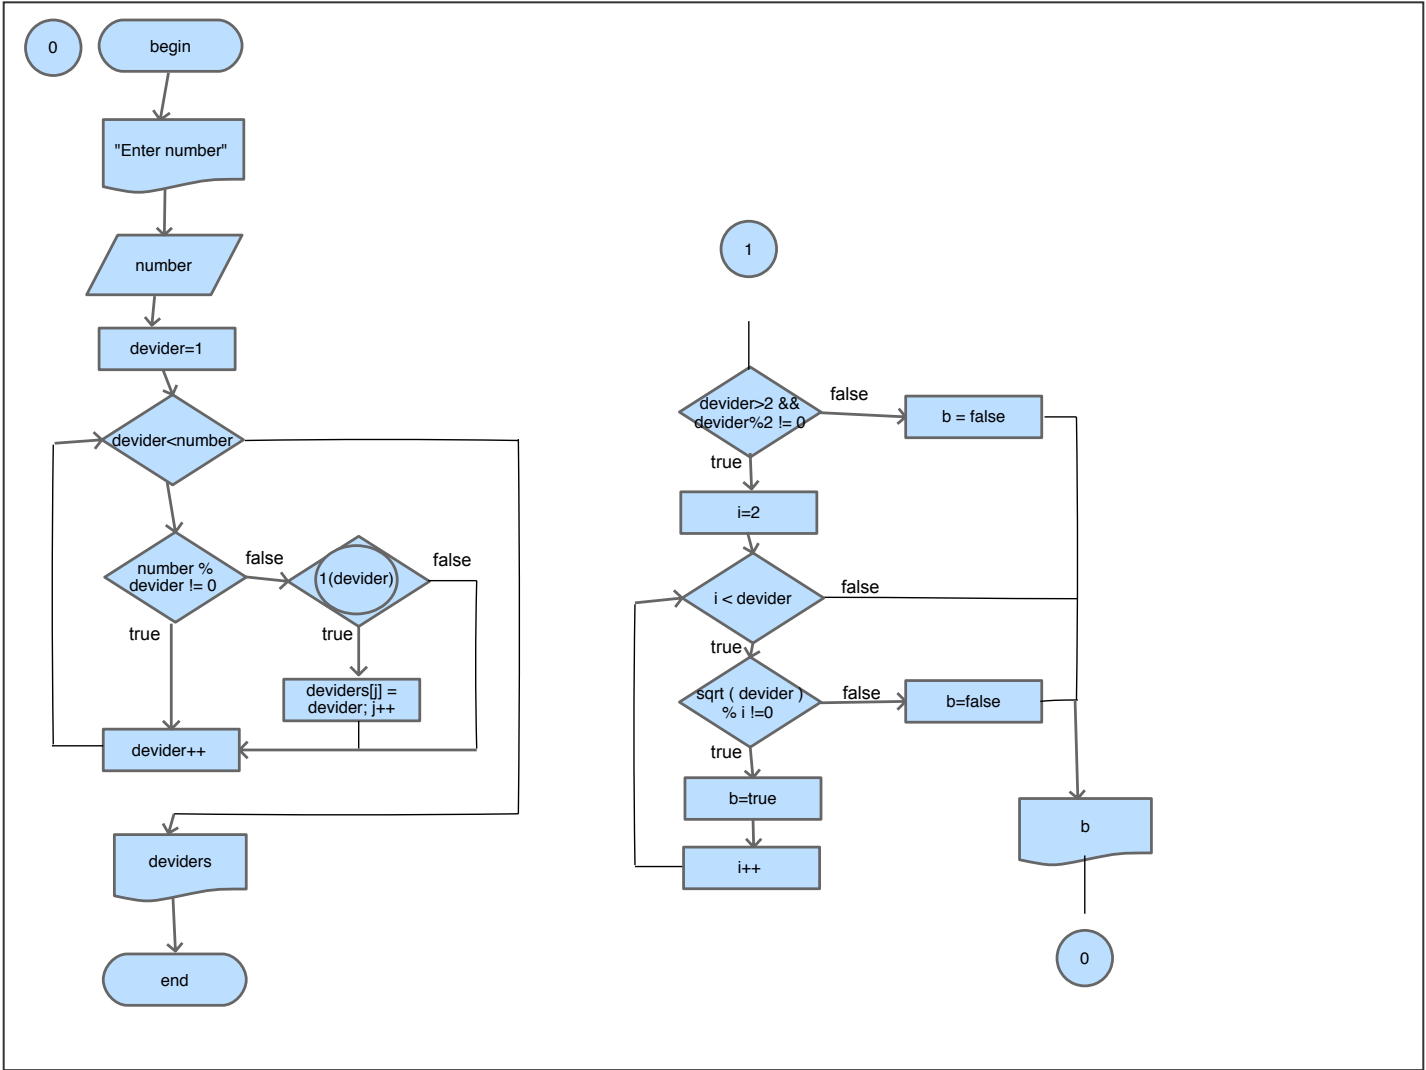 0
begin
"Enter number"
number
devider=1
devider<number
number %
devider != 0
false
1(devider)
false
true
true
deviders[j] =
devider; j++
devider++
deviders
end
1
devider>2 &&
devider%2 != 0
false
b = false
true
i=2
i < devider
false
true
sqrt ( devider )
% i !=0
false
b=false
true
b=true
i++
b
0